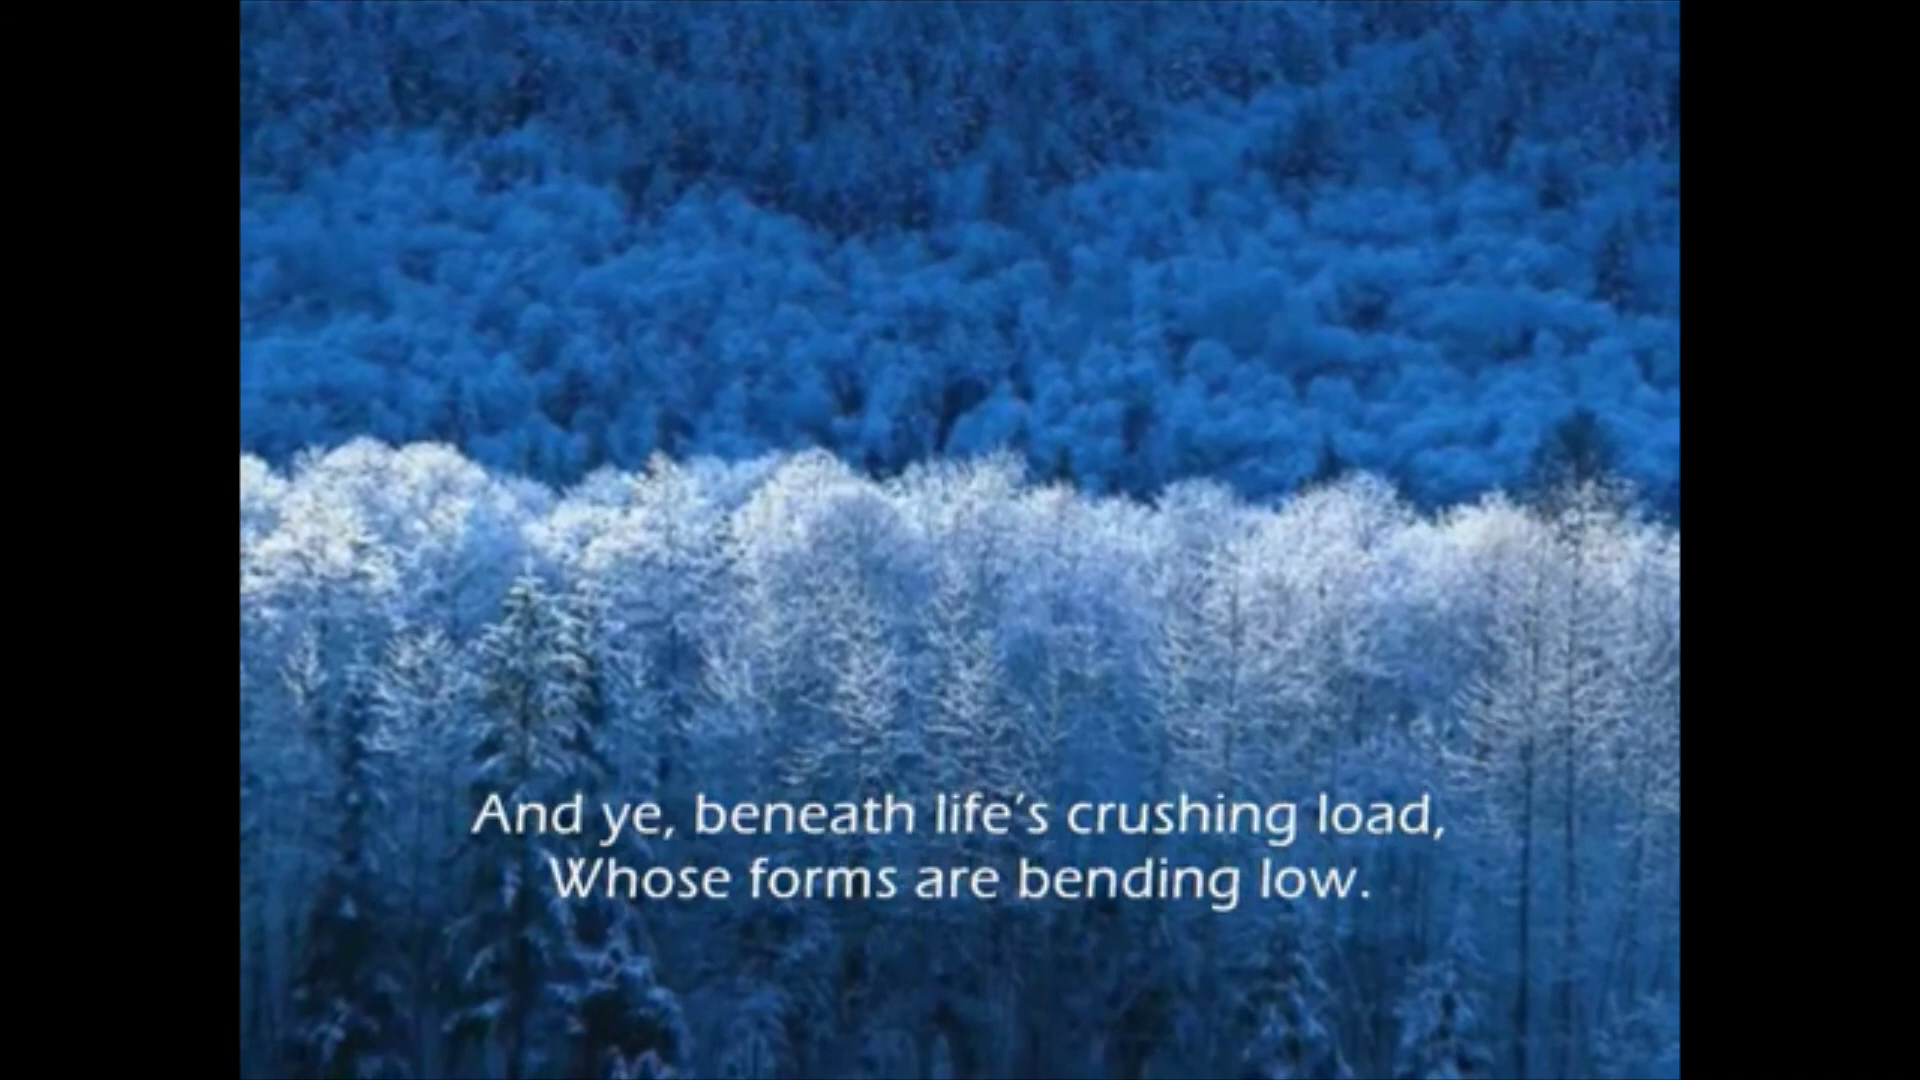 And ye, beneath life's crushing load,
Whose forms are bending low.